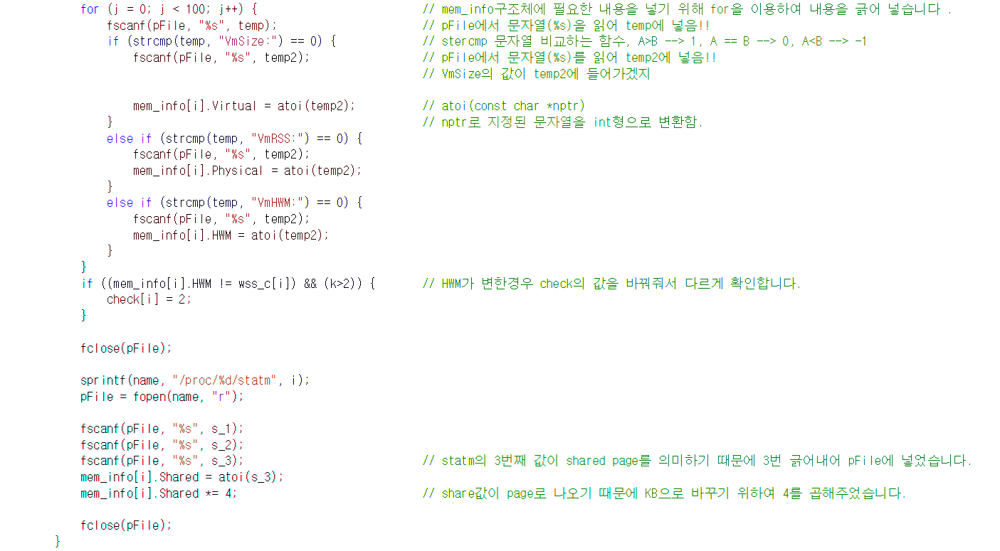 for (j = 0; j < 100; j++) { // mem_info구조체에 필요한 내용을 넣기 위해 for을 이용하여 내용을 긁어 넣습니다 .
fscanf(pFile, "%s", temp); // pFile에서 문자열(%s)을 읽어 temp에 넣음!!
if (strcmp(temp, "VmSize:") == 0) { // stercmp 문자열 비교하는 함수, A>B --> 1, A == B --> 0, A<B --> -1
fscanf(pFile, "%s", temp2); // pFile에서 문자열(%s)를 읽어 temp2에 넣음!!
// VmSize의 값이 temp2에 들어가겠지
mem_info[i].Virtual = atoi(temp2); // atoi(const char *nptr)
} // nptr로 지정된 문자열을 int형으로 변환함.
else if (strcmp(temp, "VmRSS:") == 0) {
fscanf(pFile, "%s", temp2);
mem_info[i].Physical = atoi(temp2);
}
else if (strcmp(temp, "VmHWM:") == 0) {
fscanf(pFile, "%s", temp2);
mem_info[i].HWM = atoi(temp2);
}
}
if ((mem_info[i].HWM != wss_c[i]) && (k>2)) { // HWM가 변한경우 check의 값을 바꿔줘서 다르게 확인합니다.
check[i] = 2;
}
fclose(pFile);
sprintf(name, "/proc/%d/statm", i);
pFile = fopen(name, "r");
fscanf(pFile, "%s", s_1);
fscanf(pFile, "%s", s_2);
fscanf(pFile, "%s", s_3); // statm의 3번째 값이 shared page를 의미하기 때문에 3번 긁어내어 pFile에 넣었습니다.
mem_info[i].Shared = atoi(s_3);
mem_info[i].Shared *= 4; // share값이 page로 나오기 때문에 KB으로 바꾸기 위하여 4를 곱해주었습니다.
fclose(pFile);
}